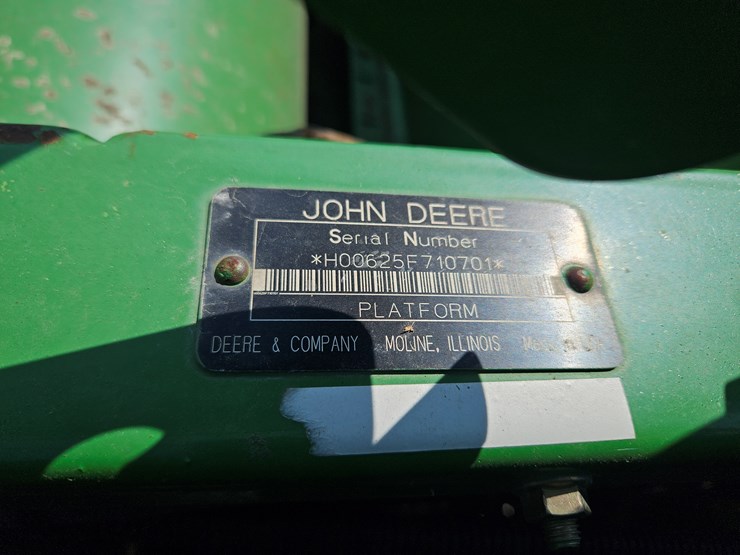 JOHN DEERE
Serial Number
*H00625F710701*
PLATFORM
DEERE & COMPANY MOLINE, ILLINOIS